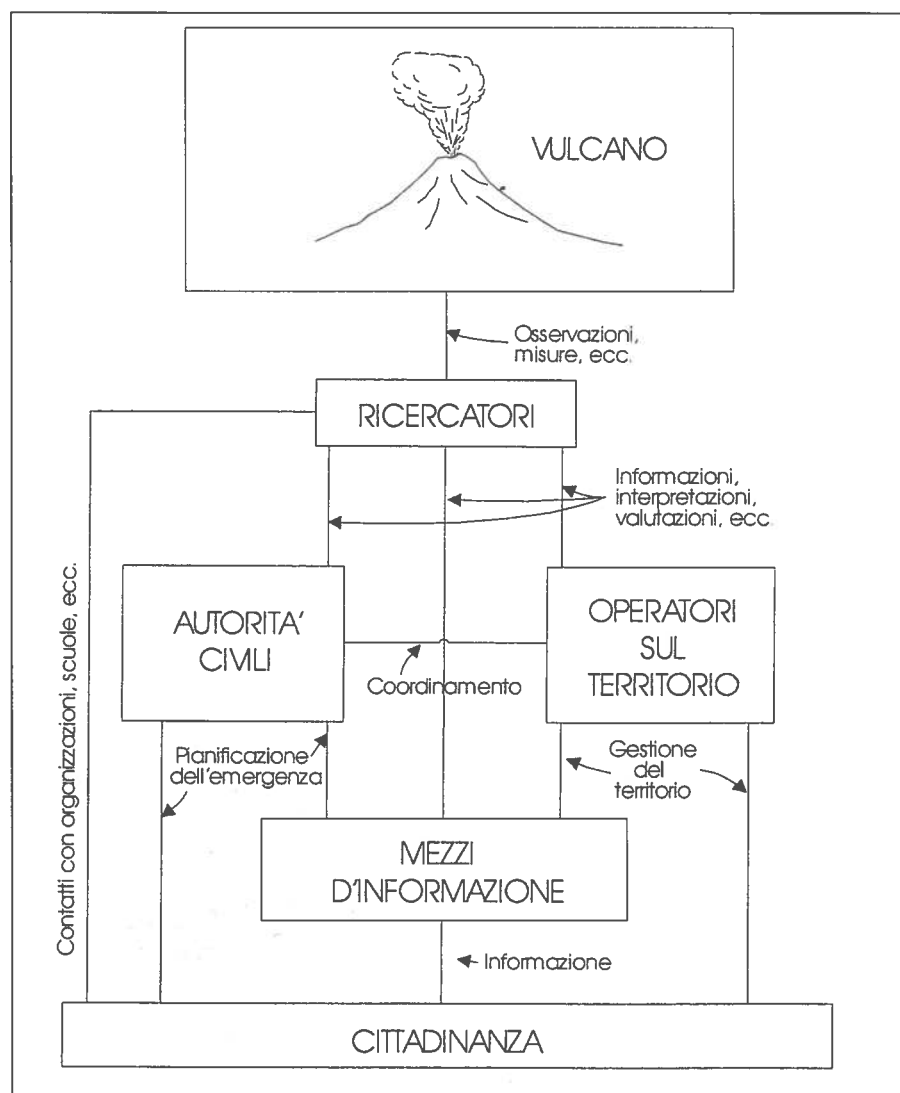 VULCANO
Osservazioni,
misure, ecc.
RICERCATORI
Informazioni,
interpretazioni,
valutazioni, ecc.
Contatti con organizzazioni, scuole, ecc.
AUTORITA'
CIVILI
OPERATORI
SUL
TERRITORIO
Coordinamento
Pianificazione
dell'emergenza
Gestione
del
territorio
MEZZI
D'INFORMAZIONE
Informazione
CITTADINANZA